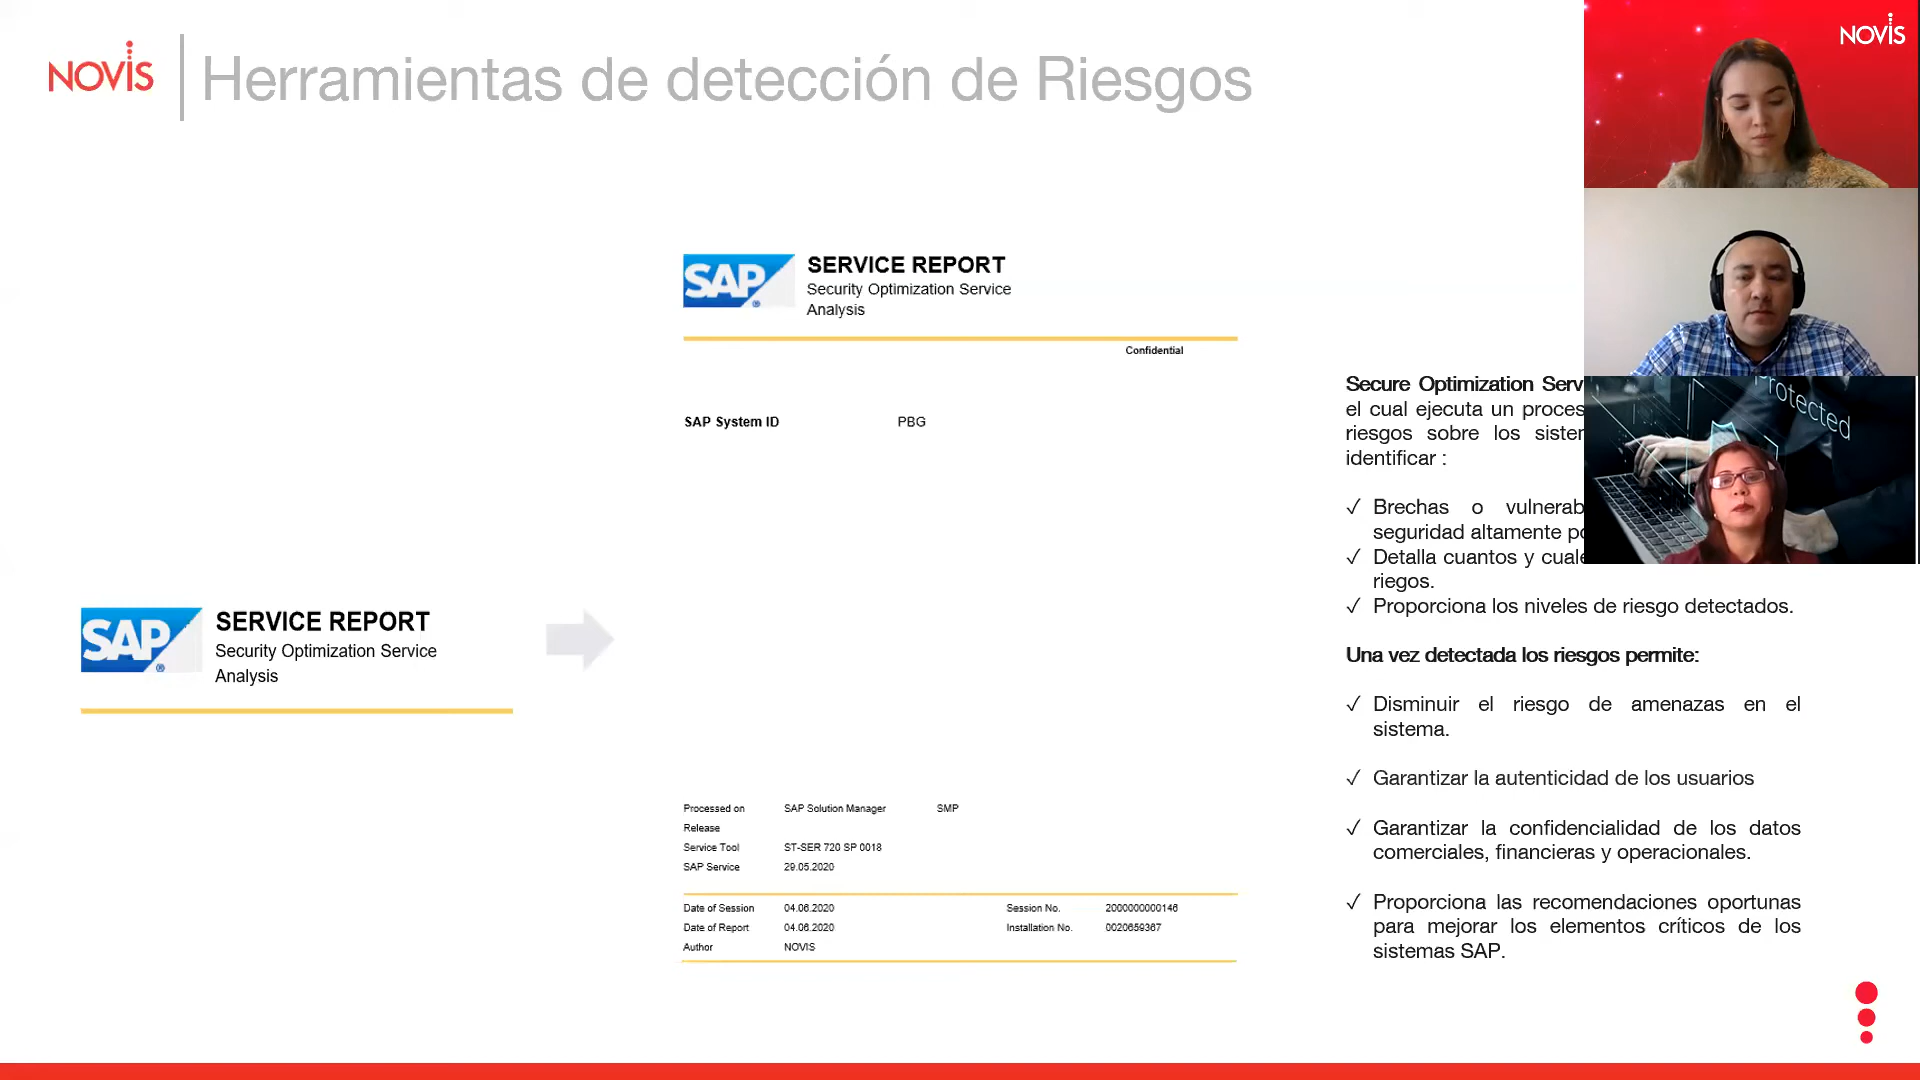 NOVIS
Herramientas de detección de Riesgos
NOVIS
SAP
®
SERVICE REPORT
Security Optimization Service
Analysis
SAP
®
SERVICE REPORT
Security Optimization Service
Analysis
Confidential
SAP System ID PBG
Processed on SAP Solution Manager SMP
Release
Service Tool ST-SER 720 SP 0018
SAP Service 29.05.2020
Date of Session 04.06.2020 Session No. 2000000000146
Date of Report 04.06.2020 Installation No. 0020659367
Author NOVIS
Secure Optimization Serv
el cual ejecuta un proces
riesgos sobre los sister
identificar :
✓ Brechas o vulnerab
seguridad altamente
✓ Detalla cuantos y cuale
riegos.
✓ Proporciona los niveles de riesgo detectados.
Una vez detectada los riesgos permite:
✓ Disminuir el riesgo de amenazas en el
sistema.
✓ Garantizar la autenticidad de los usuarios
✓ Garantizar la confidencialidad de los datos
comerciales, financieras y operacionales.
✓ Proporciona las recomendaciones oportunas
para mejorar los elementos críticos de los
sistemas SAP.
Protected